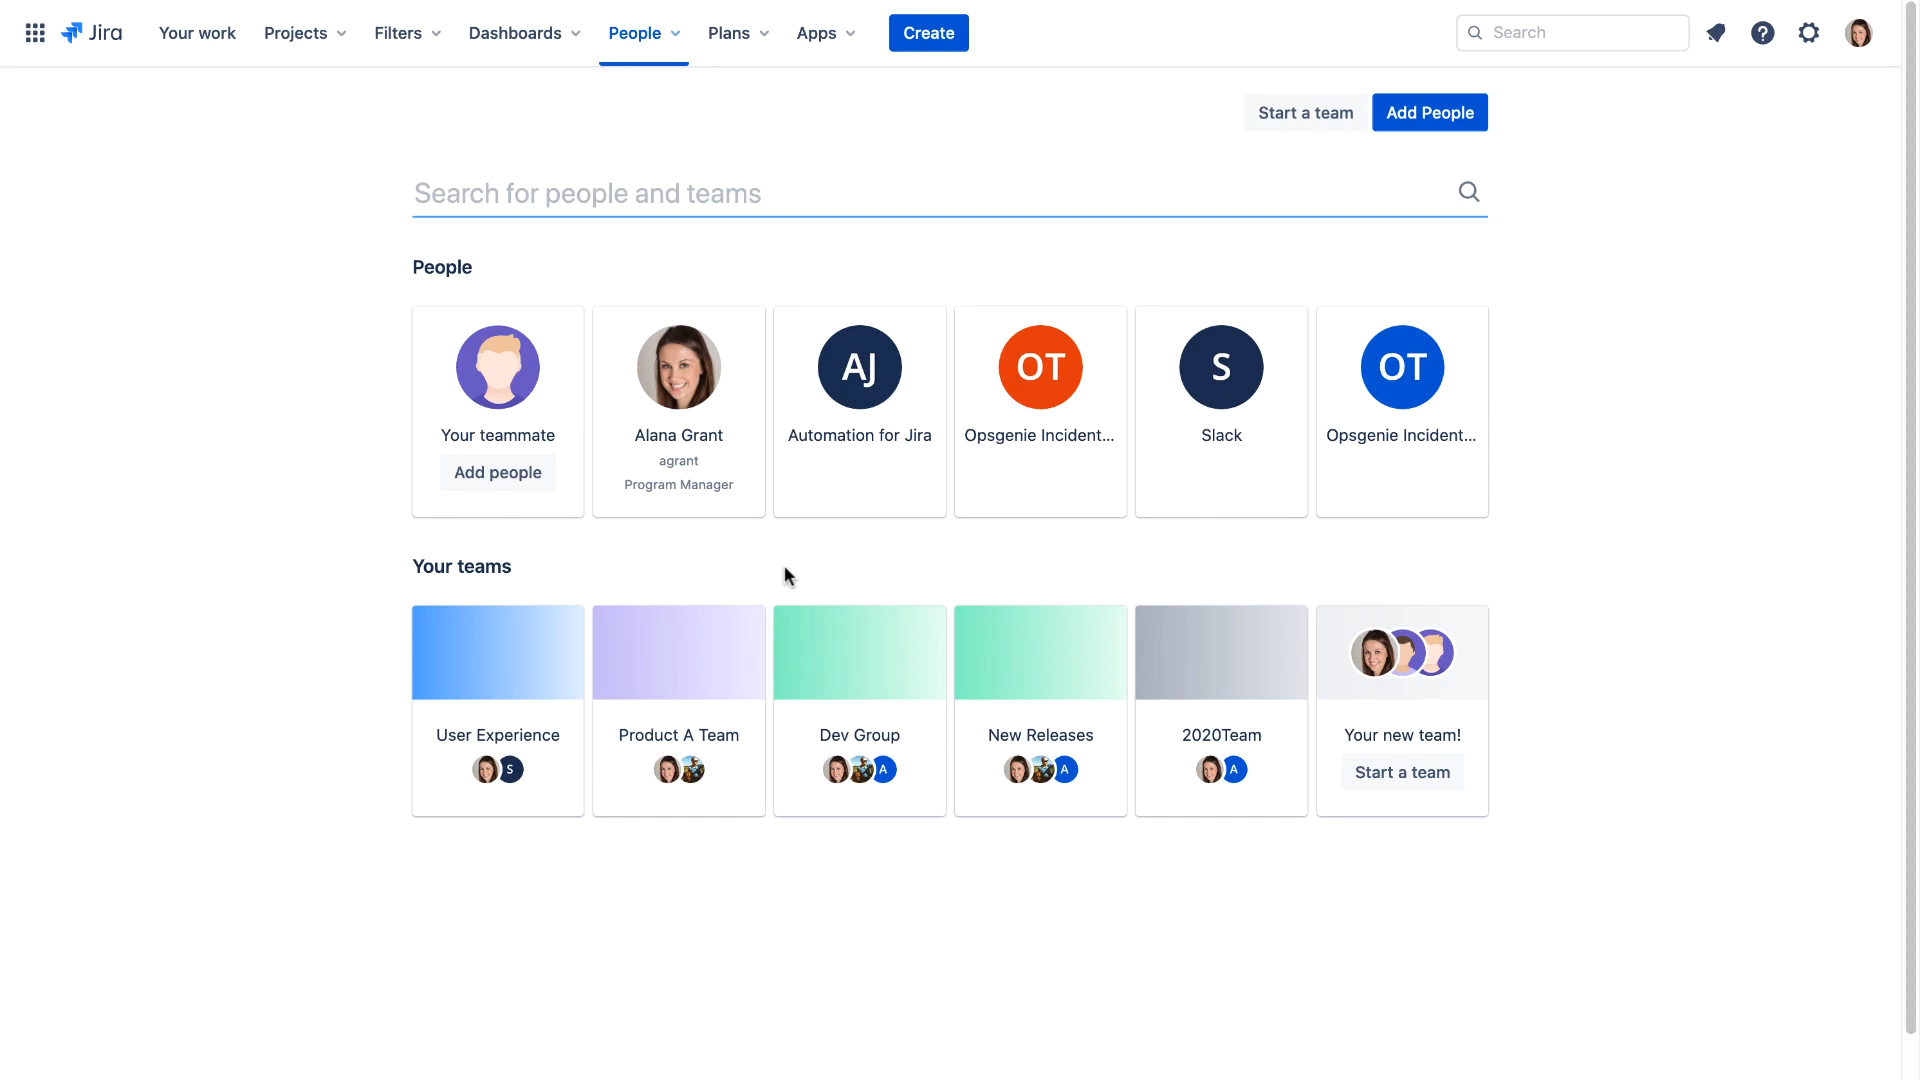 Jira Your work Projects Filters Dashboards People Plans Apps Create Search
Start a team Add People
Search for people and teams
People
AJ OT S OT
Your teammate Alana Grant Automation for Jira Opsgenie Incident... Slack Opsgenie Incident...
Add people agrant
Program Manager
Your teams
User Experience Product A Team Dev Group New Releases 2020Team Your new team!
S A A A Start a team